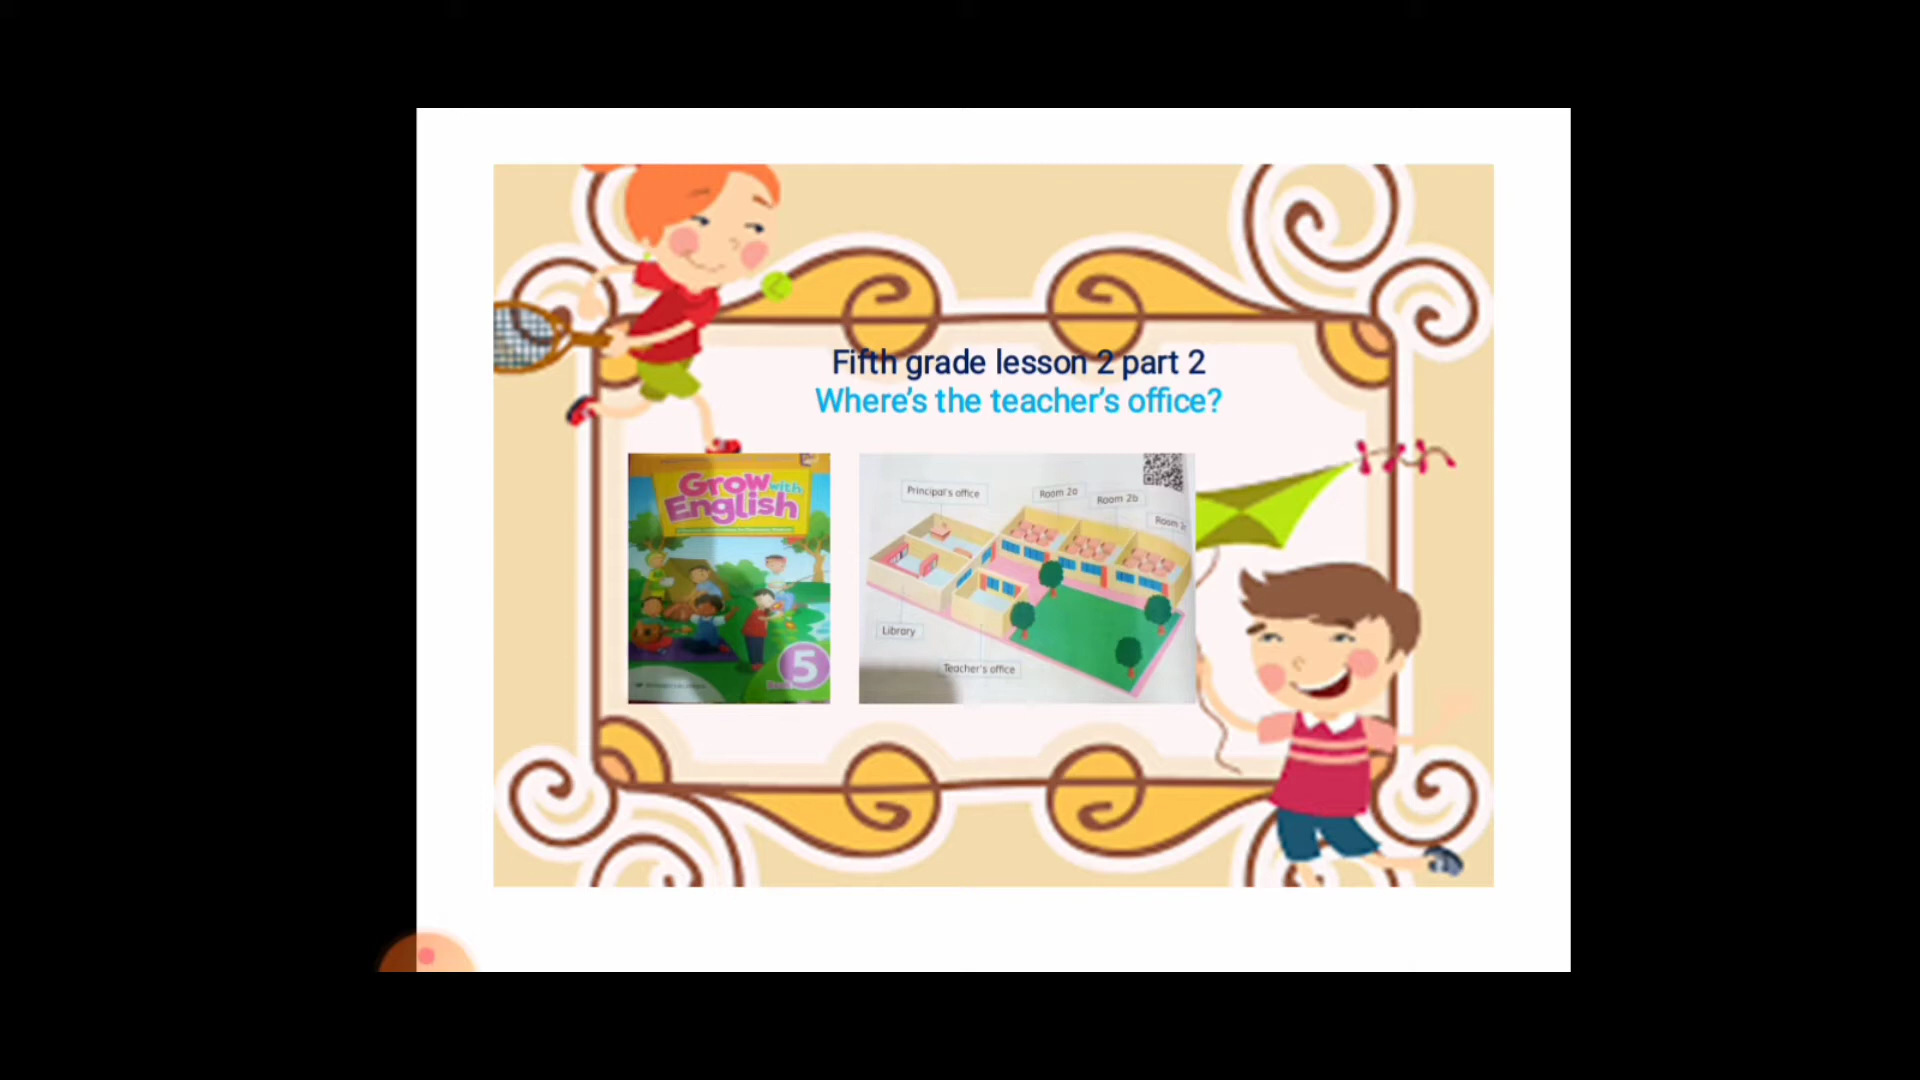 Fifth grade lesson 2 part 2
Where's the teacher's office?
Grow with
English
5
Principal's office
Room 2a
Room 2b
Room
Library
Teacher's office